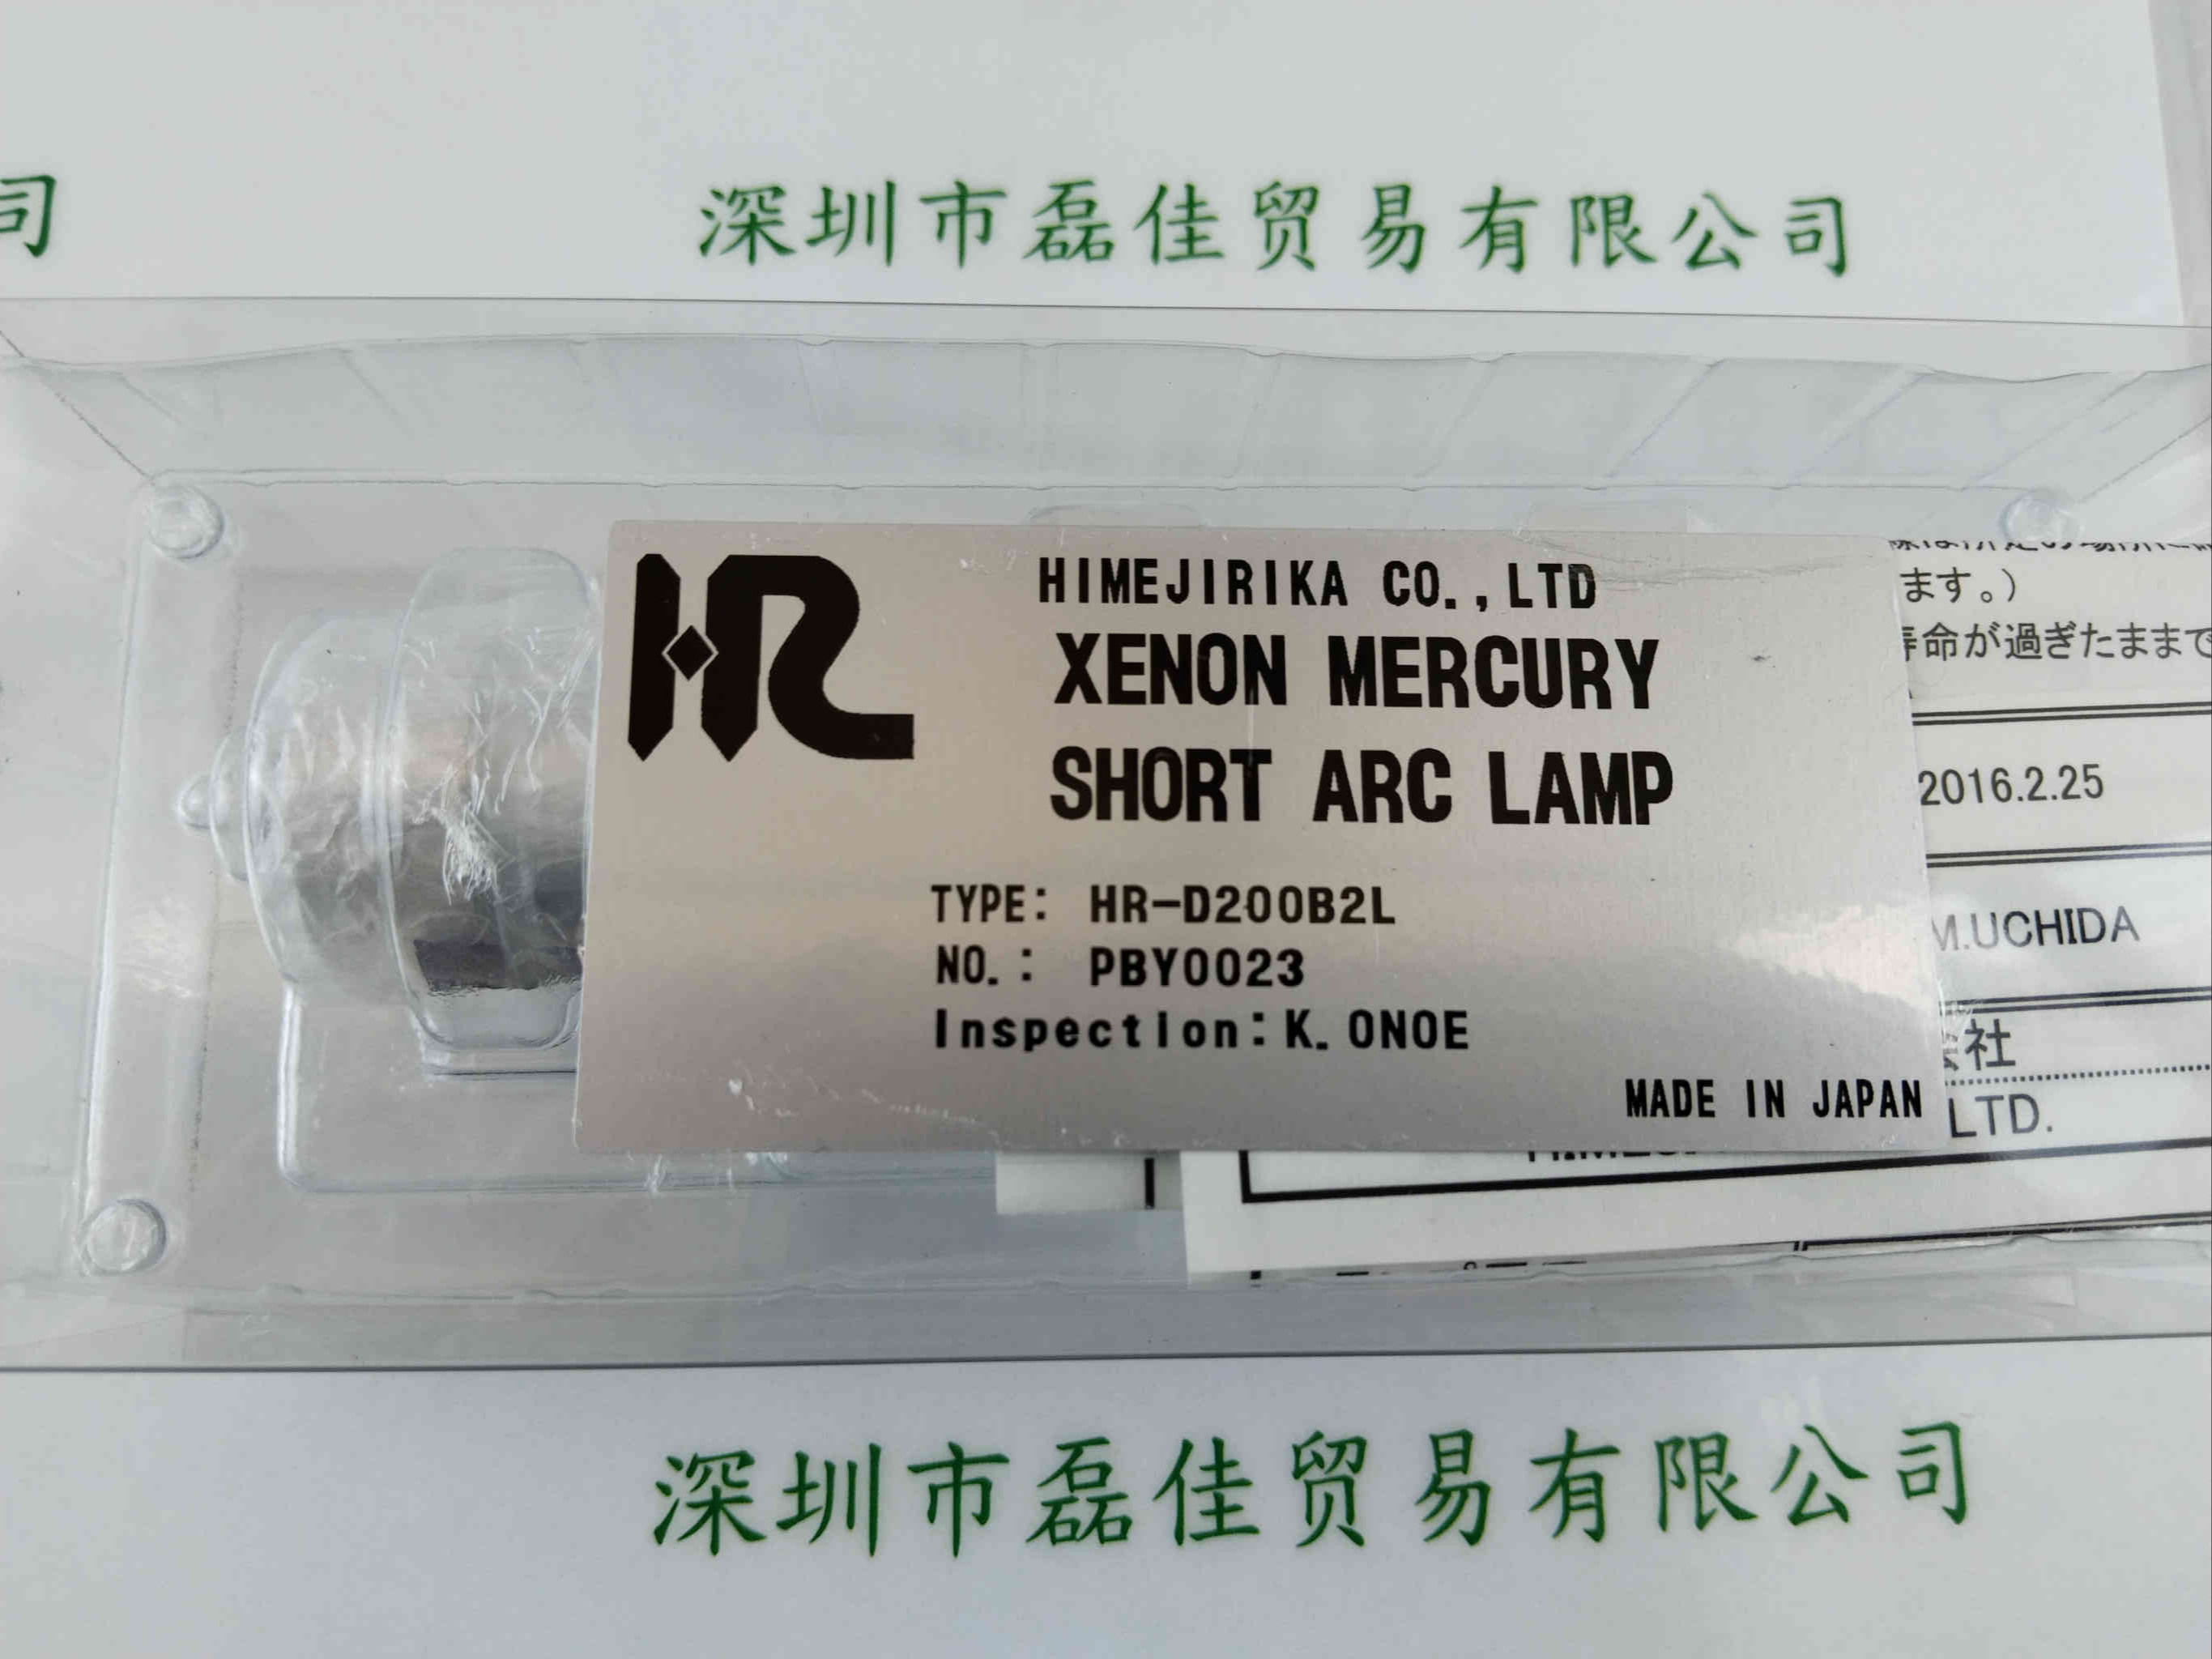 司
深圳市磊佳贸易有限公司
HR
HIMEJIRIKA CO.,LTD
XENON MERCURY
SHORT ARC LAMP
TYPE: HR-D200B2L
NO.: PBY0023
Inspection:K.ONOE
MADE IN JAPAN
ます。）
命が過ぎたままで
2016.2.25
M.UCHIDA
社
LTD.
深圳市磊佳贸易有限公司